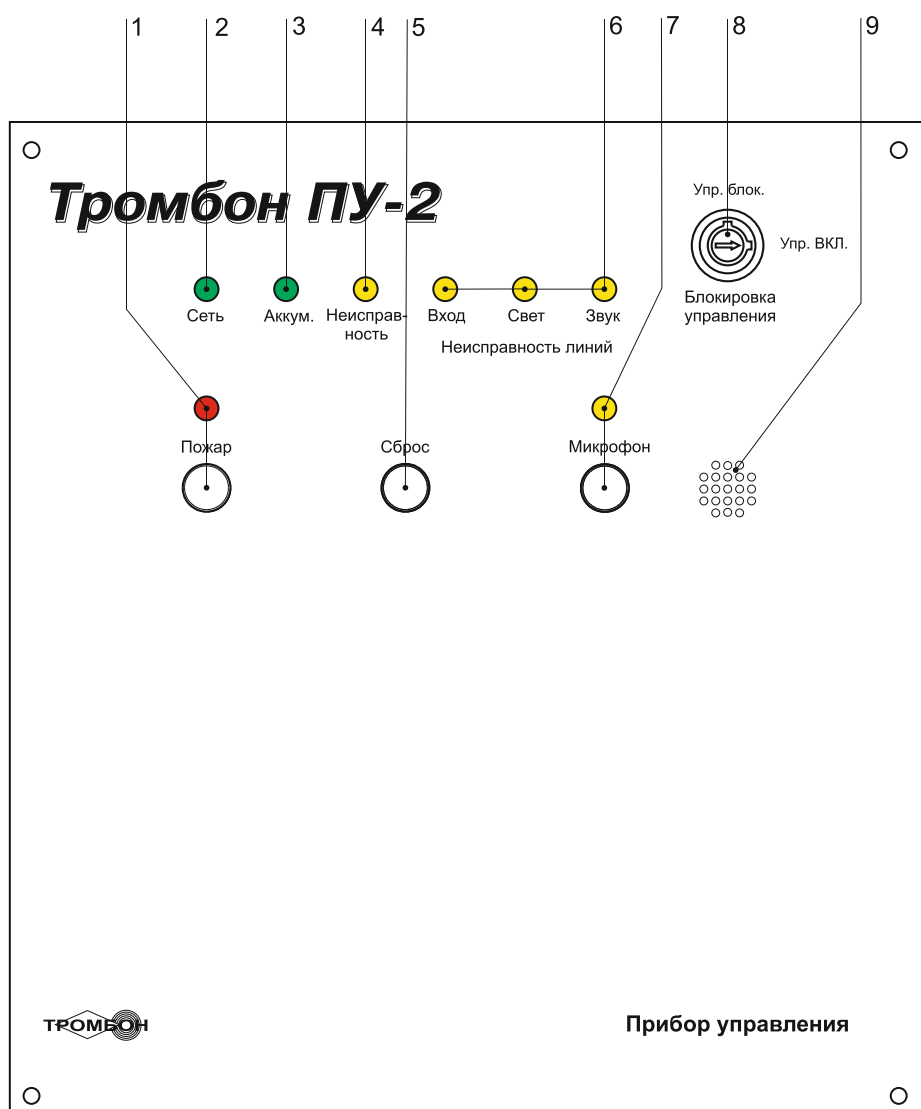 1 2 3 4 5 6 7 8 9
Тромбон ПУ-2
Упр. блок.
Упр. ВКЛ.
Блокировка
управления
Сеть
Аккум.
Неисправ-
ность
Вход
Свет
Звук
Неисправность линий
Пожар
Сброс
Микрофон
ТРОМБОН
Прибор управления